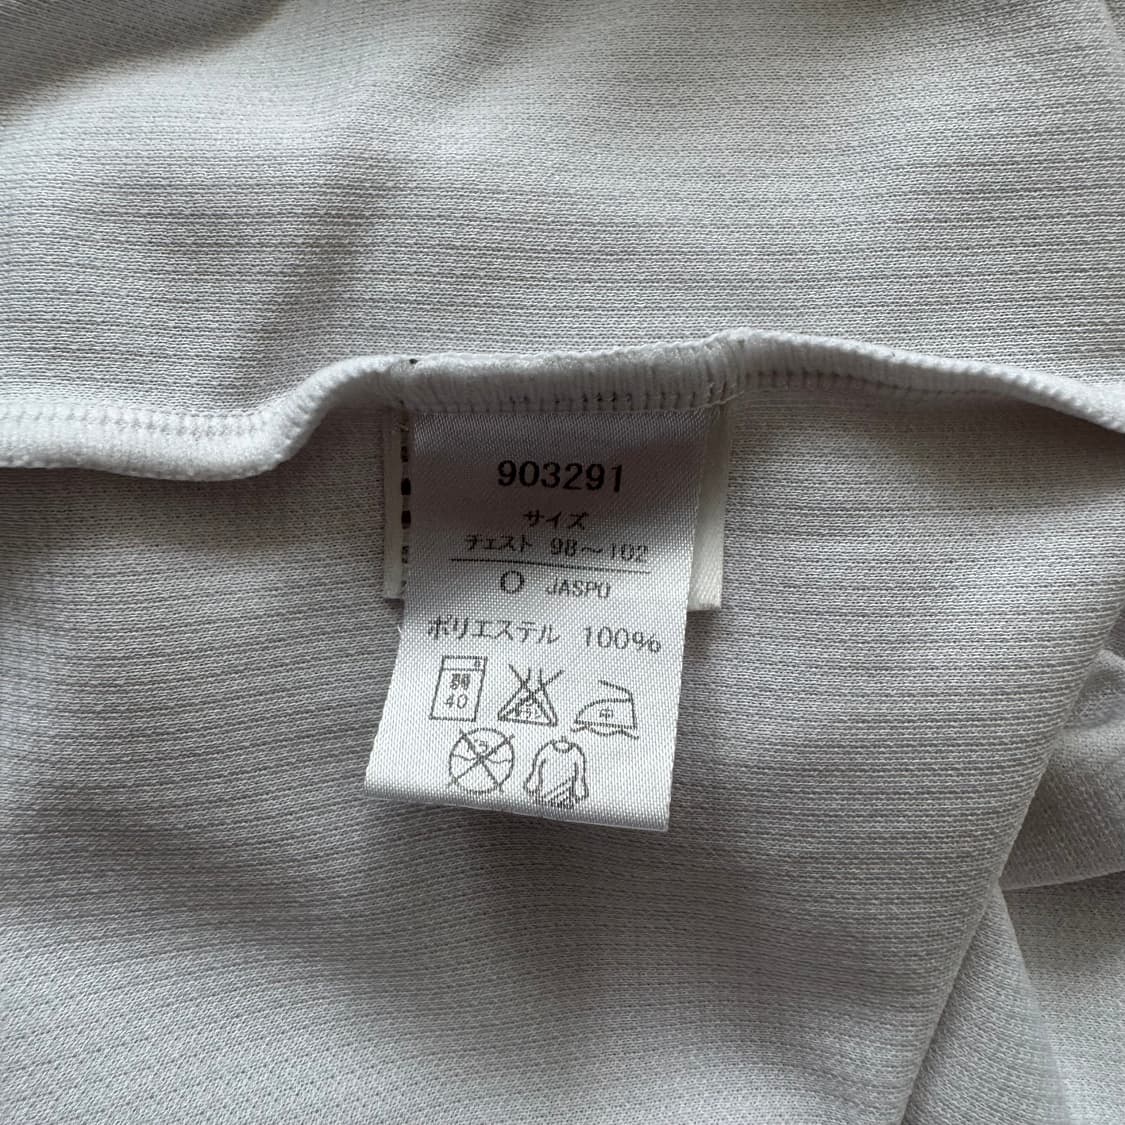 903291
サイズ
チェスト 98～102
O JASPO
ポリエステル 100%
弱
40
中